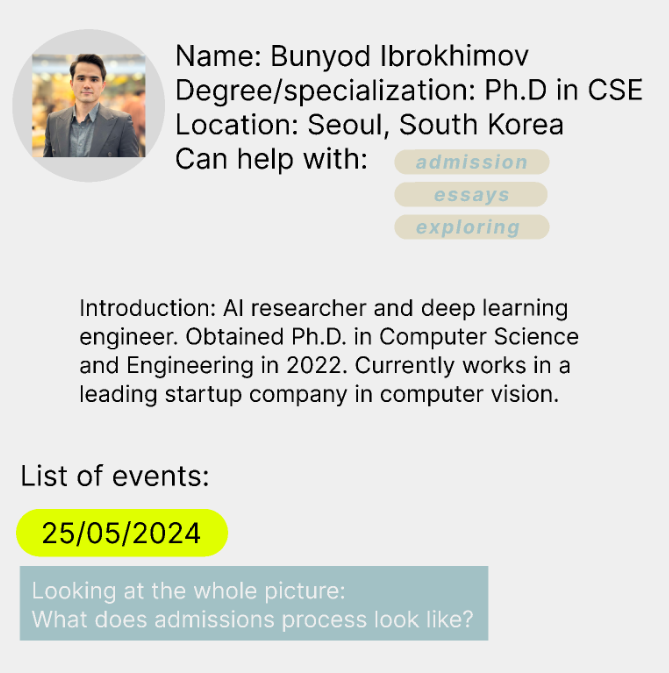 Name: Bunyod Ibrokhimov
Degree/specialization: Ph.D in CSE
Location: Seoul, South Korea
Can help with:
admission
essays
exploring
Introduction: AI researcher and deep learning
engineer. Obtained Ph.D. in Computer Science
and Engineering in 2022. Currently works in a
leading startup company in computer vision.
List of events:
25/05/2024
Looking at the whole picture:
What does admissions process look like?